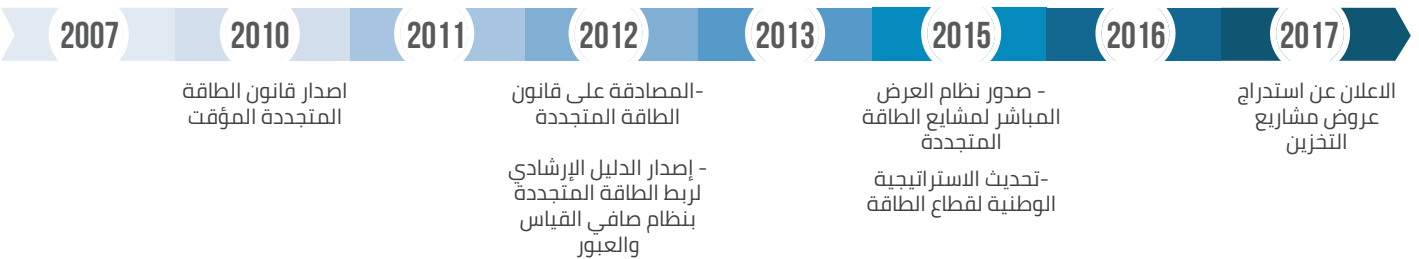 2007
2010
2011
2012
2013
2015
2016
2017
اصدار قانون الطاقة
المتجددة المؤقت
-المصادقة على قانون
الطاقة المتجددة
- إصدار الدليل الإرشادي
لربط الطاقة المتجددة
بنظام صافي القياس
والعبور
- صدور نظام العرض
المباشر لمشايع الطاقة
المتجددة
-تحديث الاستراتيجية
الوطنية لقطاع الطاقة
الاعلان عن استدراج
عروض مشاريع
التخزين